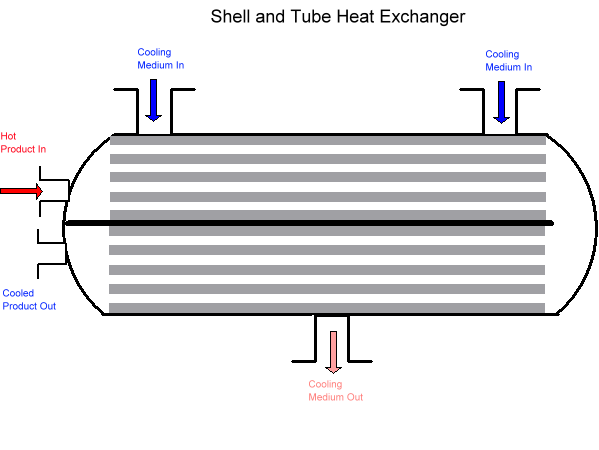 Shell and Tube Heat Exchanger
Cooling
Medium In
Cooling
Medium In
Hot
Product In
Cooled
Product Out
Cooling
Medium Out